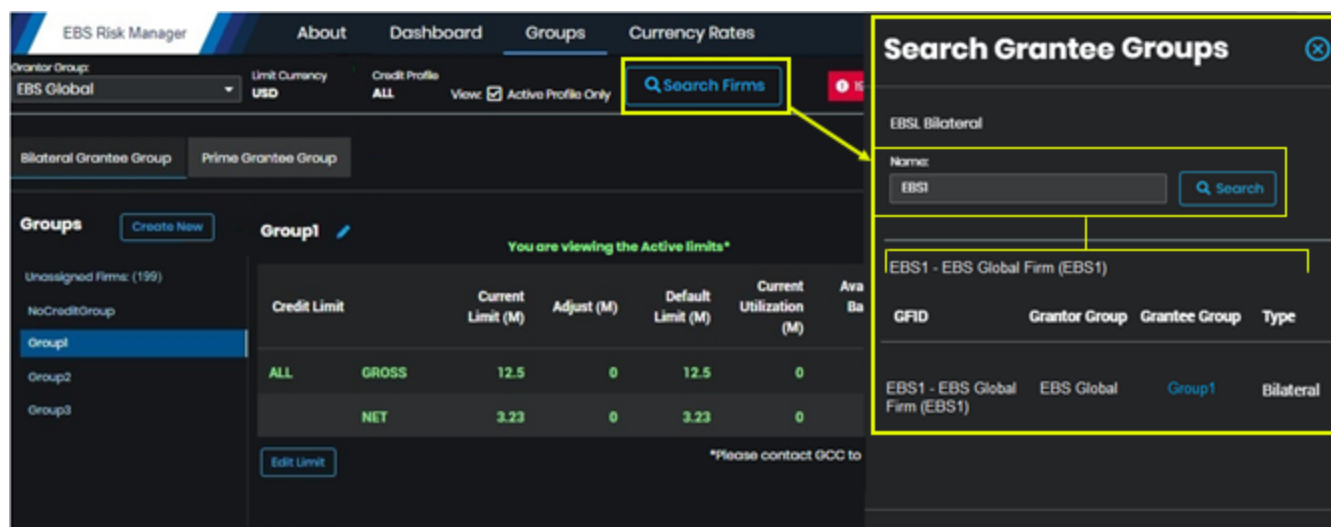 EBS Risk Manager
About Dashboard Groups Currency Rates
Grantor Group:
EBS Global
Limit Currency
USD
Credit Profile
ALL
View: Active Profile Only
Search Firms
Bilateral Grantee Group Prime Grantee Group
Groups Create New
Unassigned Firms: (199)
NoCreditGroup
Group1
Group2
Group3
Group1
You are viewing the Active limits*
Credit Limit Current Limit (M) Adjust (M) Default Limit (M) Current Utilization (M)
ALL GROSS 12.5 0 12.5 0
NET 3.23 0 3.23 0
Edit Limit
*Please contact GCC to
Search Grantee Groups
EBSL Bilateral
Name:
EBS1 Search
EBS1 - EBS Global Firm (EBS1)
GFID Grantor Group Grantee Group Type
EBS1 - EBS Global Firm (EBS1) EBS Global Group1 Bilateral